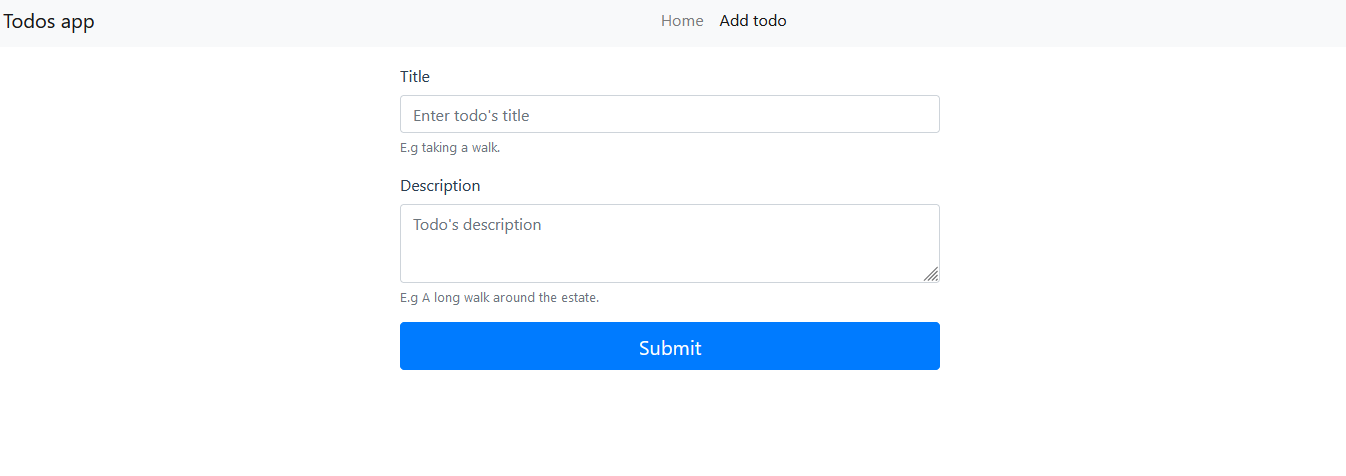 Todos app Home Add todo
Title
Enter todo's title
E.g taking a walk.
Description
Todo's description
E.g A long walk around the estate.
Submit